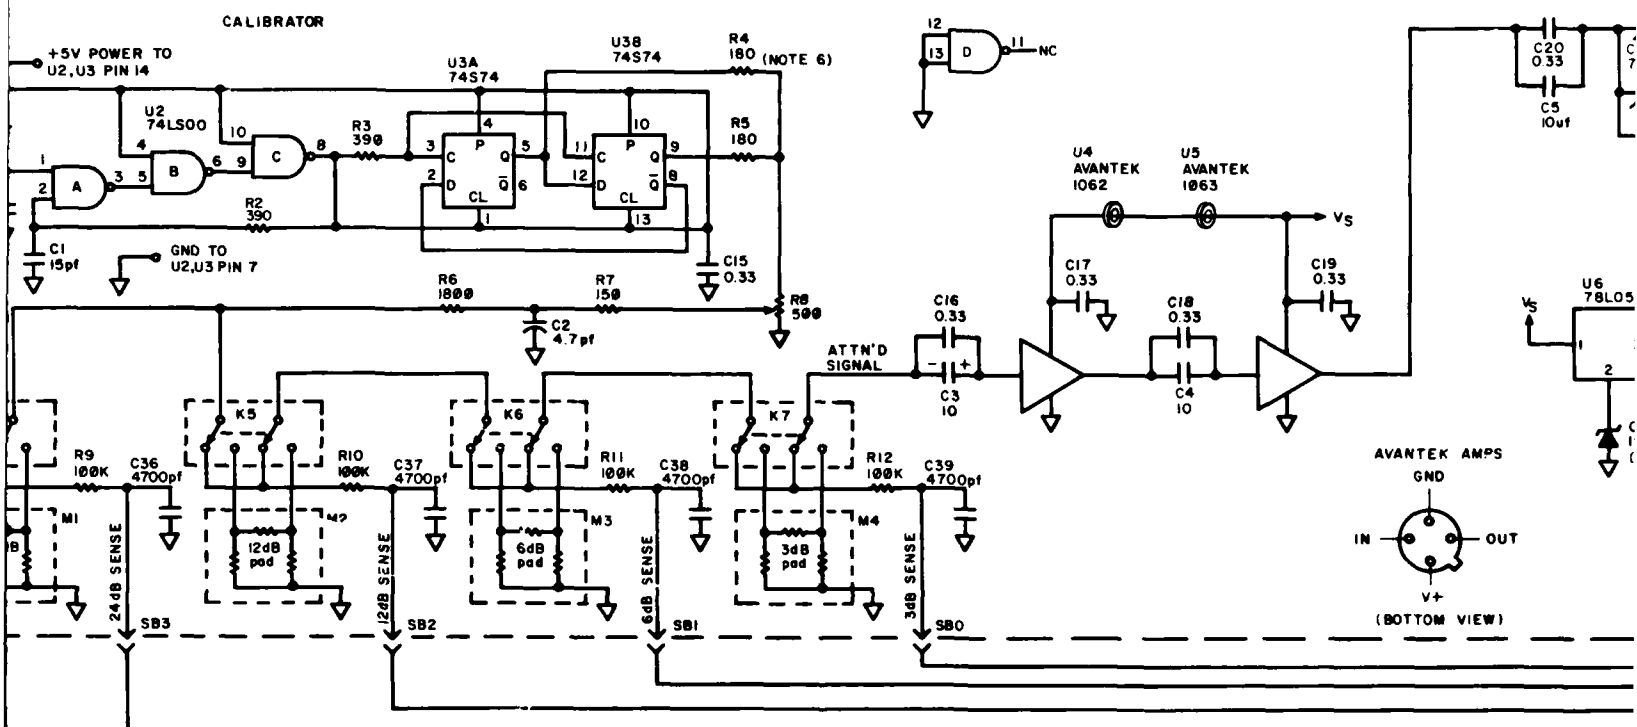 CALIBRATOR
+5V POWER TO
U2,U3 PIN 14
U2
74LS00
U3A
74S74
U3B
74S74
R4
180 (NOTE 6)
R5
180
R3
390
R2
390
1
2
A
3
4
5
B
6
10
9
C
8
3
2
C
D
P
4
Q
5
Q
6
CL
1
11
12
C
D
P
10
Q
9
Q
8
CL
13
C1
15pf
GND TO
U2,U3 PIN 7
C15
0.33
R6
1800
R7
150
C2
4.7pf
R8
500
12
13
D
11
NC
C20
0.33
C5
10uf
C
7
U4
AVANTEK
1062
U5
AVANTEK
1063
VS
C17
0.33
C19
0.33
C16
0.33
C18
0.33
ATTN'D
SIGNAL
- +
C3
10
C4
10
VS
U6
78L05
1
2
K5
K6
K7
R9
100K
C36
4700pf
R10
100K
C37
4700pf
R11
100K
C38
4700pf
R12
100K
C39
4700pf
M1
M2
M3
M4
12dB
pad
6dB
pad
3dB
pad
24dB SENSE
12dB SENSE
6dB SENSE
3dB SENSE
SB3
SB2
SB1
SB0
AVANTEK AMPS
GND
IN
OUT
V+
(BOTTOM VIEW)